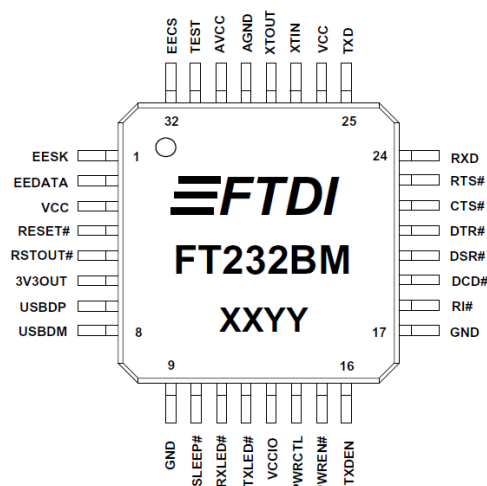 EECS
TEST
AVCC
AGND
XTOUT
XTIN
VCC
TXD
32
25
EESK
1
24
RXD
EEDATA
RTS#
VCC
CTS#
RESET#
DTR#
RSTOUT#
DSR#
3V3OUT
DCD#
USBDP
RI#
USBDM
8
17
GND
FTDI
FT232BM
XXYY
9
16
GND
SLEEP#
RXLED#
TXLED#
VCCIO
PWRCTL
PWREN#
TXDEN